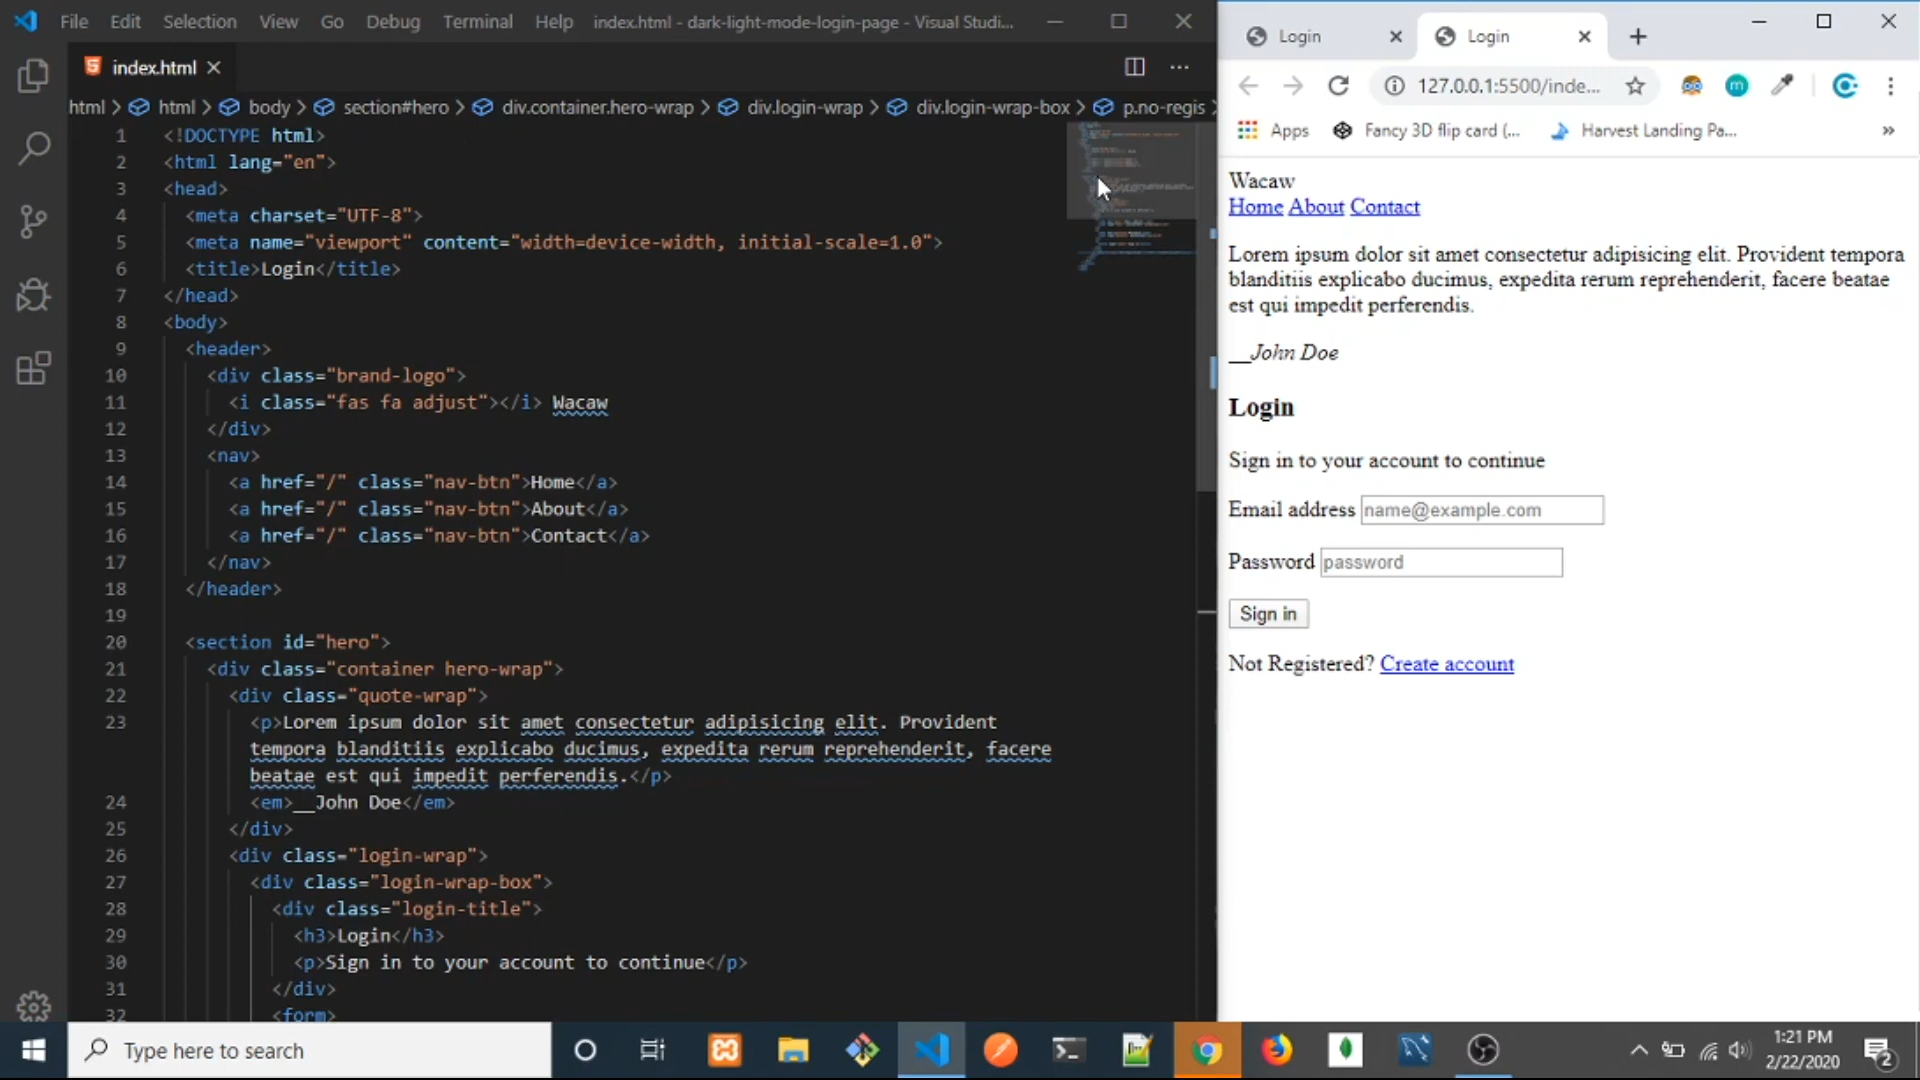 File Edit Selection View Go Debug Terminal Help index.html - dark-light-mode-login-page - Visual Studi...
index.html
html > html > body > section#hero > div.container.hero-wrap > div.login-wrap > div.login-wrap-box > p.no-regis >
1 <!DOCTYPE html>
2 <html lang="en">
3 <head>
4 <meta charset="UTF-8">
5 <meta name="viewport" content="width=device-width, initial-scale=1.0">
6 <title>Login</title>
7 </head>
8 <body>
9 <header>
10 <div class="brand-logo">
11 <i class="fas fa adjust"></i> Wacaw
12 </div>
13 <nav>
14 <a href="/" class="nav-btn">Home</a>
15 <a href="/" class="nav-btn">About</a>
16 <a href="/" class="nav-btn">Contact</a>
17 </nav>
18 </header>
19
20 <section id="hero">
21 <div class="container hero-wrap">
22 <div class="quote-wrap">
23 <p>Lorem ipsum dolor sit amet consectetur adipisicing elit. Provident
tempora blanditiis explicabo ducimus, expedita rerum reprehenderit, facere
beatae est qui impedit perferendis.</p>
24 <em>__John Doe</em>
25 </div>
26 <div class="login-wrap">
27 <div class="login-wrap-box">
28 <div class="login-title">
29 <h3>Login</h3>
30 <p>Sign in to your account to continue</p>
31 </div>
32 <form>
Login
Login
127.0.0.1:5500/inde...
Apps Fancy 3D flip card (... Harvest Landing Pa... »
Wacaw
Home About Contact
Lorem ipsum dolor sit amet consectetur adipisicing elit. Provident tempora
blanditiis explicabo ducimus, expedita rerum reprehenderit, facere beatae
est qui impedit perferendis.
__John Doe
Login
Sign in to your account to continue
Email address name@example.com
Password password
Sign in
Not Registered? Create account
Type here to search
1:21 PM
2/22/2020
2